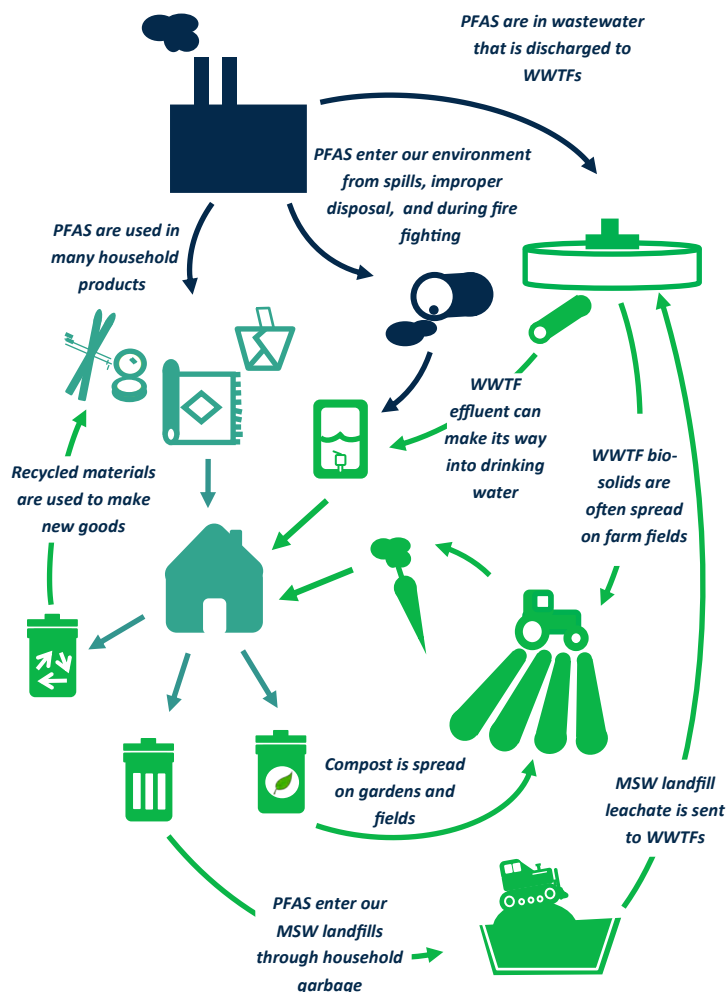 PFAS are in wastewater
that is discharged to
WWTFs
PFAS enter our environment
from spills, improper
disposal, and during fire
fighting
PFAS are used in
many household
products
WWTF
effluent can
make its way
into drinking
water
WWTF bio-
solids are
often spread
on farm fields
Recycled materials
are used to make
new goods
Compost is spread
on gardens and
fields
MSW landfill
leachate is sent
to WWTFs
PFAS enter our
MSW landfills
through household
garbage